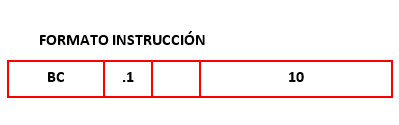 FORMATO INSTRUCCIÓN
BC .1 10